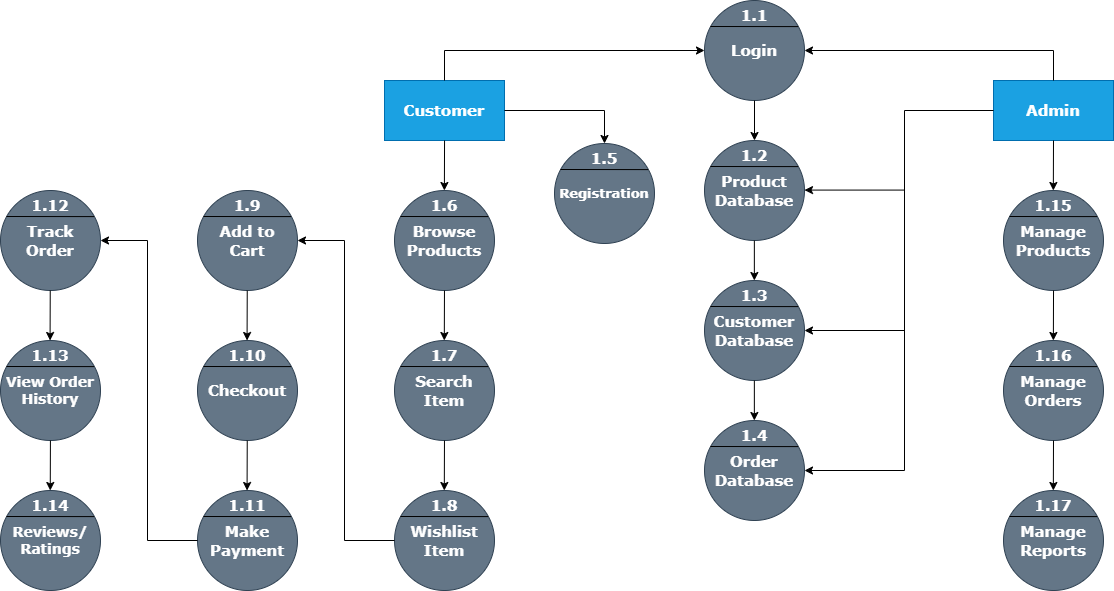 1.1
Login
Customer
Admin
1.5
Registration
1.2
Product
Database
1.12
Track
Order
1.9
Add to
Cart
1.6
Browse
Products
1.15
Manage
Products
1.3
Customer
Database
1.13
View Order
History
1.10
Checkout
1.7
Search
Item
1.16
Manage
Orders
1.4
Order
Database
1.14
Reviews/
Ratings
1.11
Make
Payment
1.8
Wishlist
Item
1.17
Manage
Reports